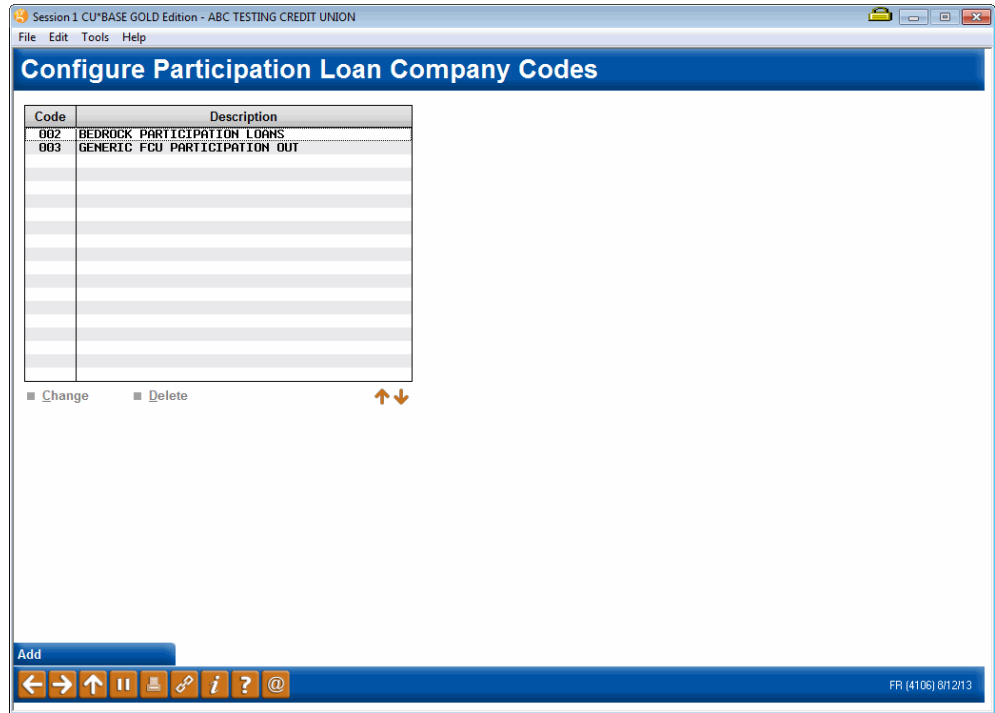 Session 1 CU*BASE GOLD Edition - ABC TESTING CREDIT UNION
File Edit Tools Help
Configure Participation Loan Company Codes
Code Description
002 BEDROCK PARTICIPATION LOANS
003 GENERIC FCU PARTICIPATION OUT
Change Delete
Add
i ? @
FR (4106) 8/12/13